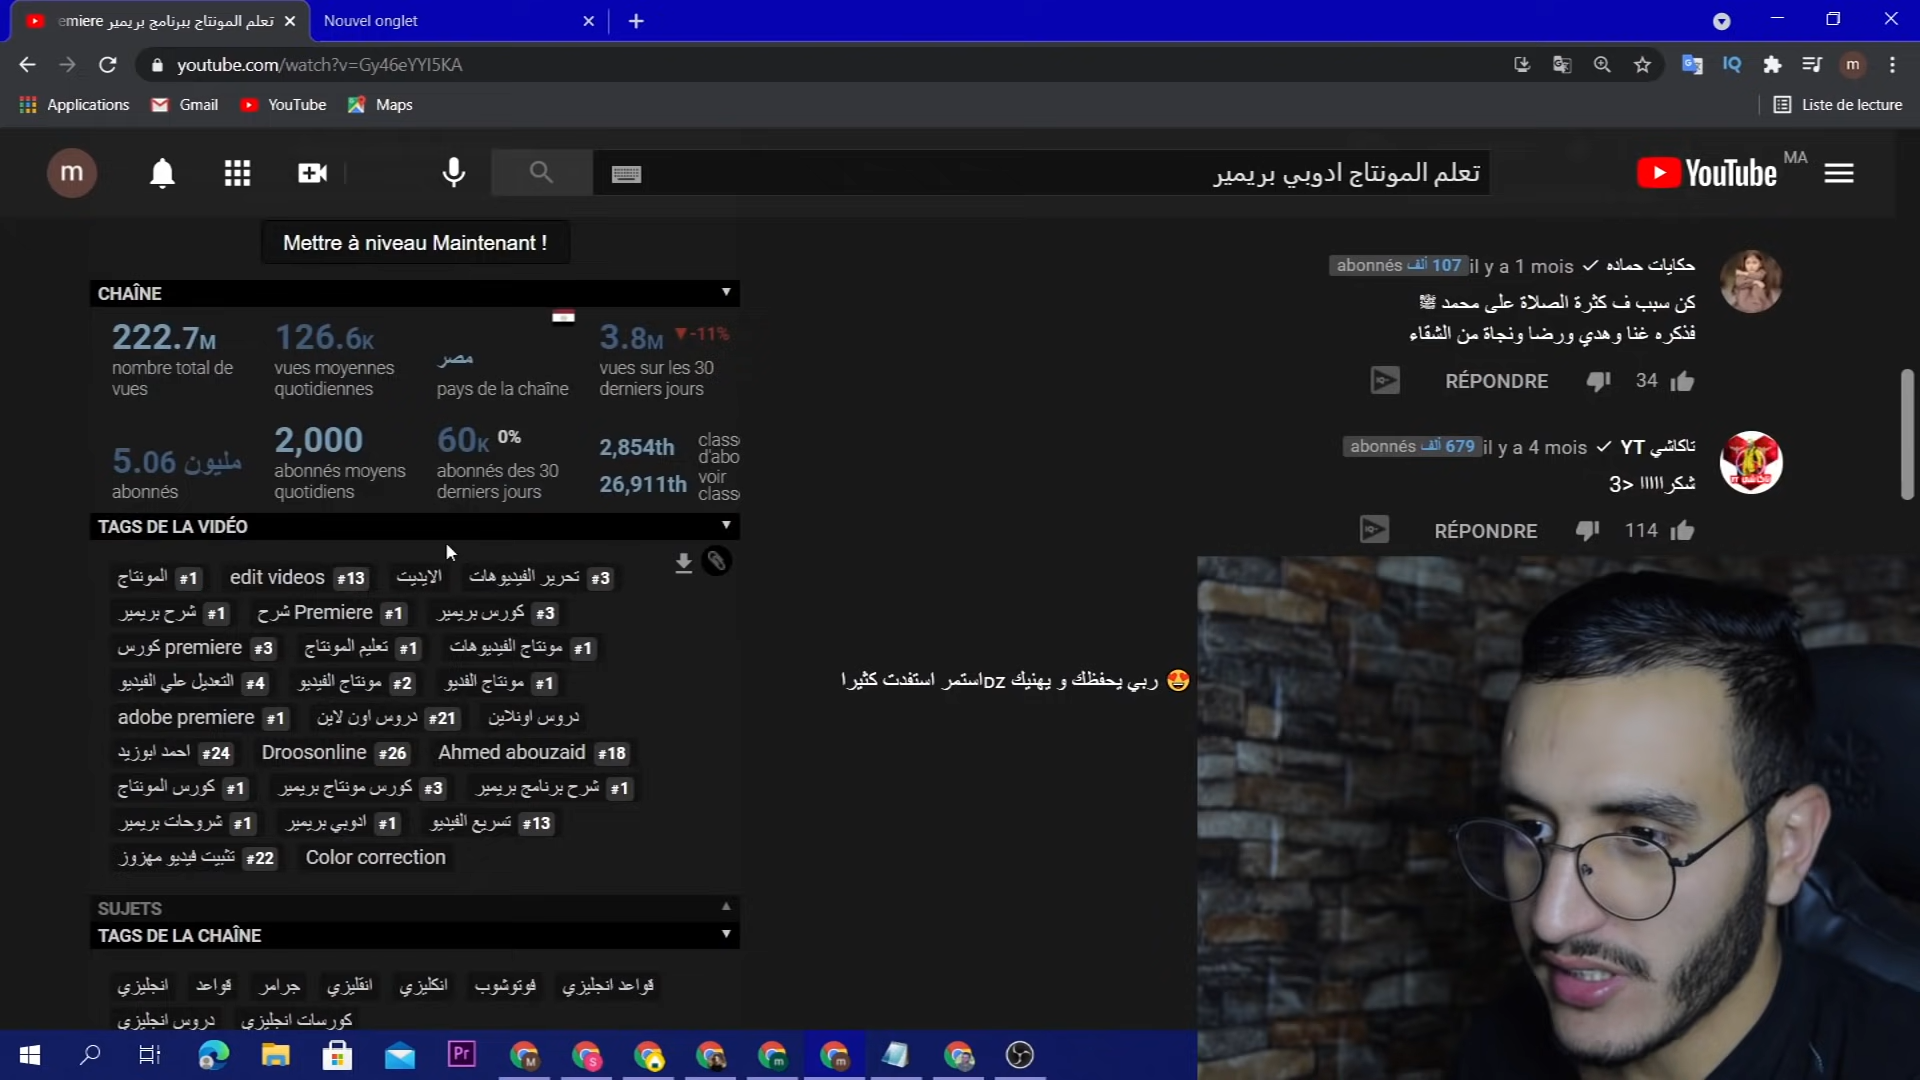 تعلم المونتاج ببرنامج بريمير emiere
Nouvel onglet
youtube.com/watch?v=Gy46eYYI5KA
IQ
m
Applications
Gmail
YouTube
Maps
Liste de lecture
m
تعلم المونتاج ادوبي بريمير
YouTube MA
Mettre à niveau Maintenant !
CHAÎNE
222.7M
nombre total de
vues
126.6K
vues moyennes
quotidiennes
مصر
pays de la chaîne
3.8M ▼-11%
vues sur les 30
derniers jours
5.06 مليون
abonnés
2,000
abonnés moyens
quotidiens
60K 0%
abonnés des 30
derniers jours
2,854th
26,911th
class
d'abo
voir
class
TAGS DE LA VIDÉO
المونتاج #1 edit videos #13 الايديت تحرير الفيديوهات #3
شرح بريمير #1 شرح Premiere #1 كورس بريمير #3
كورس premiere #3 تعليم المونتاج #1 مونتاج الفيديوهات #1
التعديل علي الفيديو #4 مونتاج الفيديو #2 مونتاج الفديو #1
adobe premiere #1 دروس اون لاين #21 دروس اونلاين
احمد ابوزيد #24 Droosonline #26 Ahmed abouzaid #18
كورس المونتاج #1 كورس مونتاج بريمير #3 شرح برنامج بريمير #1
شروحات بريمير #1 ادوبي بريمير #1 تسريع الفيديو #13
تثبيت فيديو مهزوز #22 Color correction
SUJETS
TAGS DE LA CHAÎNE
انجليزي قواعد جرامر انقليزي انكليزي فوتوشوب قواعد انجليزي
دروس انجليزي كورسات انجليزي
حكايات حماده ✓ il y a 1 mois 107 ألف abonnés
كن سبب ف كثرة الصلاة على محمد ﷺ
فذكره غنا وهدي ورضا ونجاة من الشقاء
RÉPONDRE 34
تاكاشي YT ✓ il y a 4 mois 679 ألف abonnés
شكرااااا <3
RÉPONDRE 114
😍 ربي يحفظك و يهنيك DZاستمر استفدت كثيرا
Pr